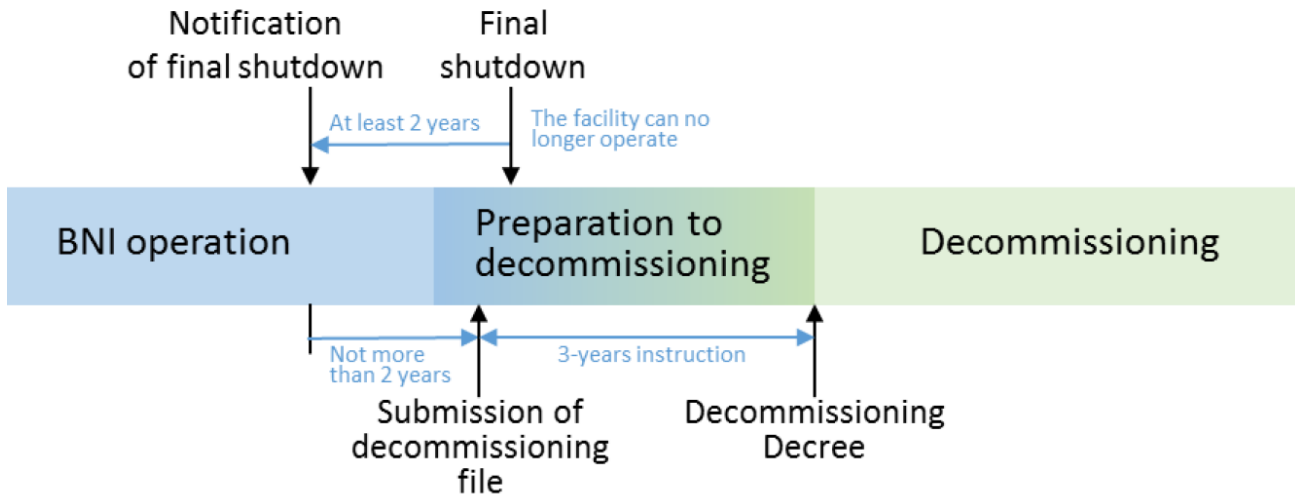 Notification
of final shutdown
Final
shutdown
At least 2 years
The facility can no
longer operate
BNI operation
Preparation to
decommissioning
Decommissioning
Not more
than 2 years
3-years instruction
Submission of
decommissioning
file
Decommissioning
Decree